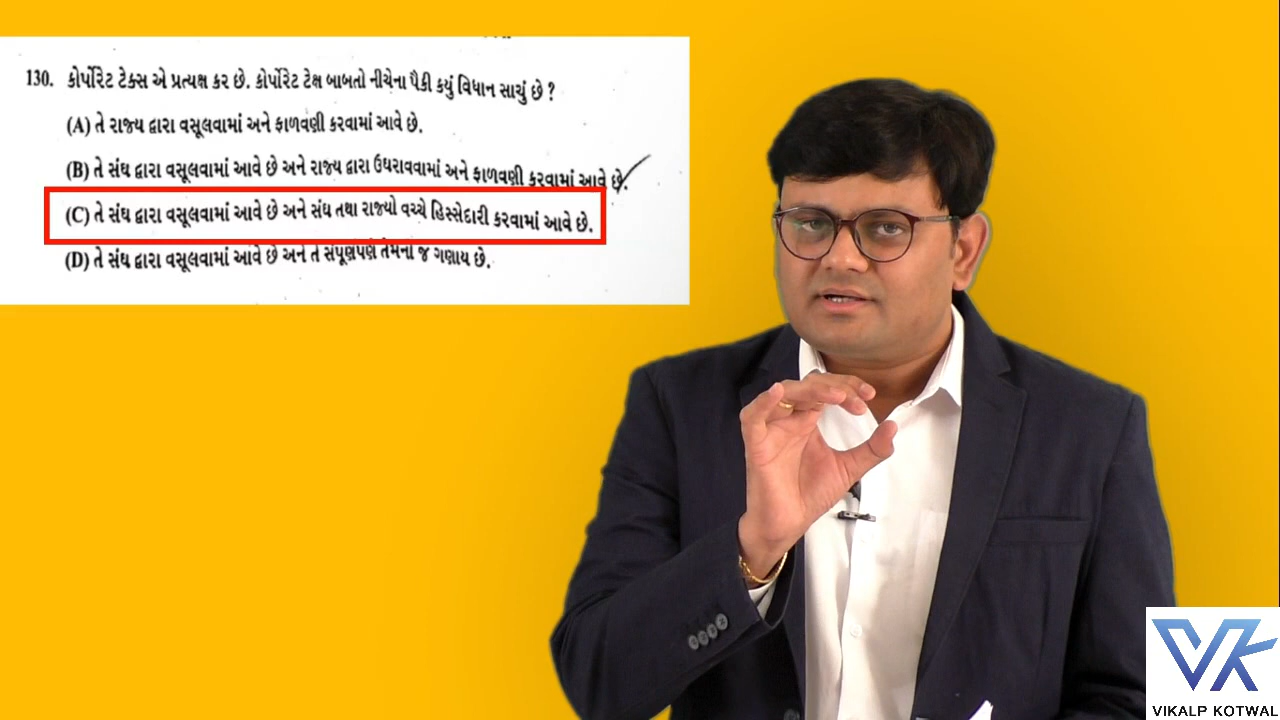 130. કોર્પોરેટ ટેક્સ એ પ્રત્યક્ષ કર છે. કોર્પોરેટ ટેક્ષ બાબતો નીચેના પૈકી કયું વિધાન સાચું છે ?
(A) તે રાજ્ય દ્વારા વસૂલવામાં અને ફાળવણી કરવામાં આવે છે.
(B) તે સંઘ દ્વારા વસૂલવામાં આવે છે અને રાજ્ય દ્વારા ઉઘરાવવામાં અને ફાળવણી કરવામાં આવે છે.
(C) તે સંઘ દ્વારા વસૂલવામાં આવે છે અને સંઘ તથા રાજ્યો વચ્ચે હિસ્સેદારી કરવામાં આવે છે.
(D) તે સંઘ દ્વારા વસૂલવામાં આવે છે અને તે સંપૂર્ણપણે તેમના જ ગણાય છે.
VK
VIKALP KOTWAL